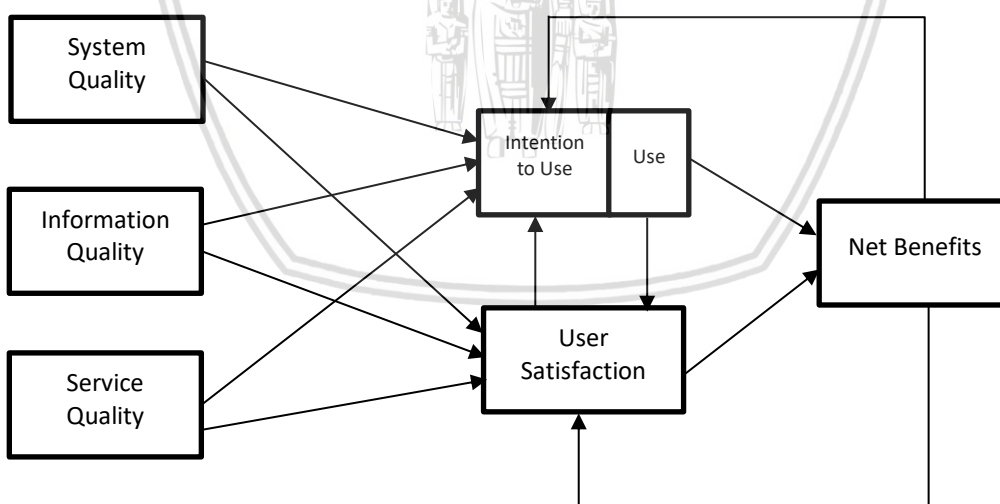 System
Quality
Intention
to Use
Use
Information
Quality
Net Benefits
User
Satisfaction
Service
Quality